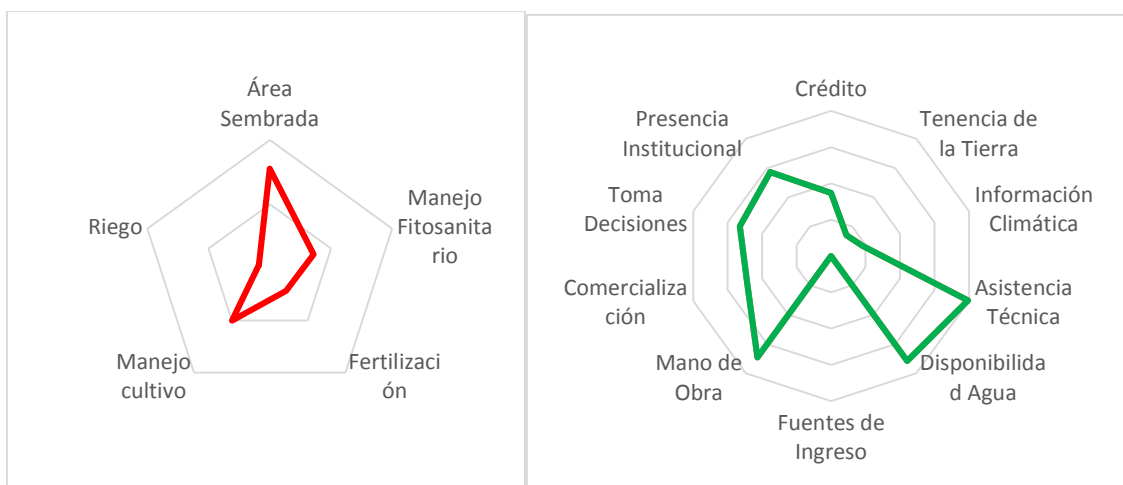 Área
Sembrada
Manejo
Fitosanita
rio
Fertilizaci
ón
Manejo
cultivo
Riego
Crédito
Tenencia de
la Tierra
Información
Climática
Asistencia
Técnica
Disponibilida
d Agua
Fuentes de
Ingreso
Mano de
Obra
Comercializa
ción
Toma
Decisiones
Presencia
Institucional